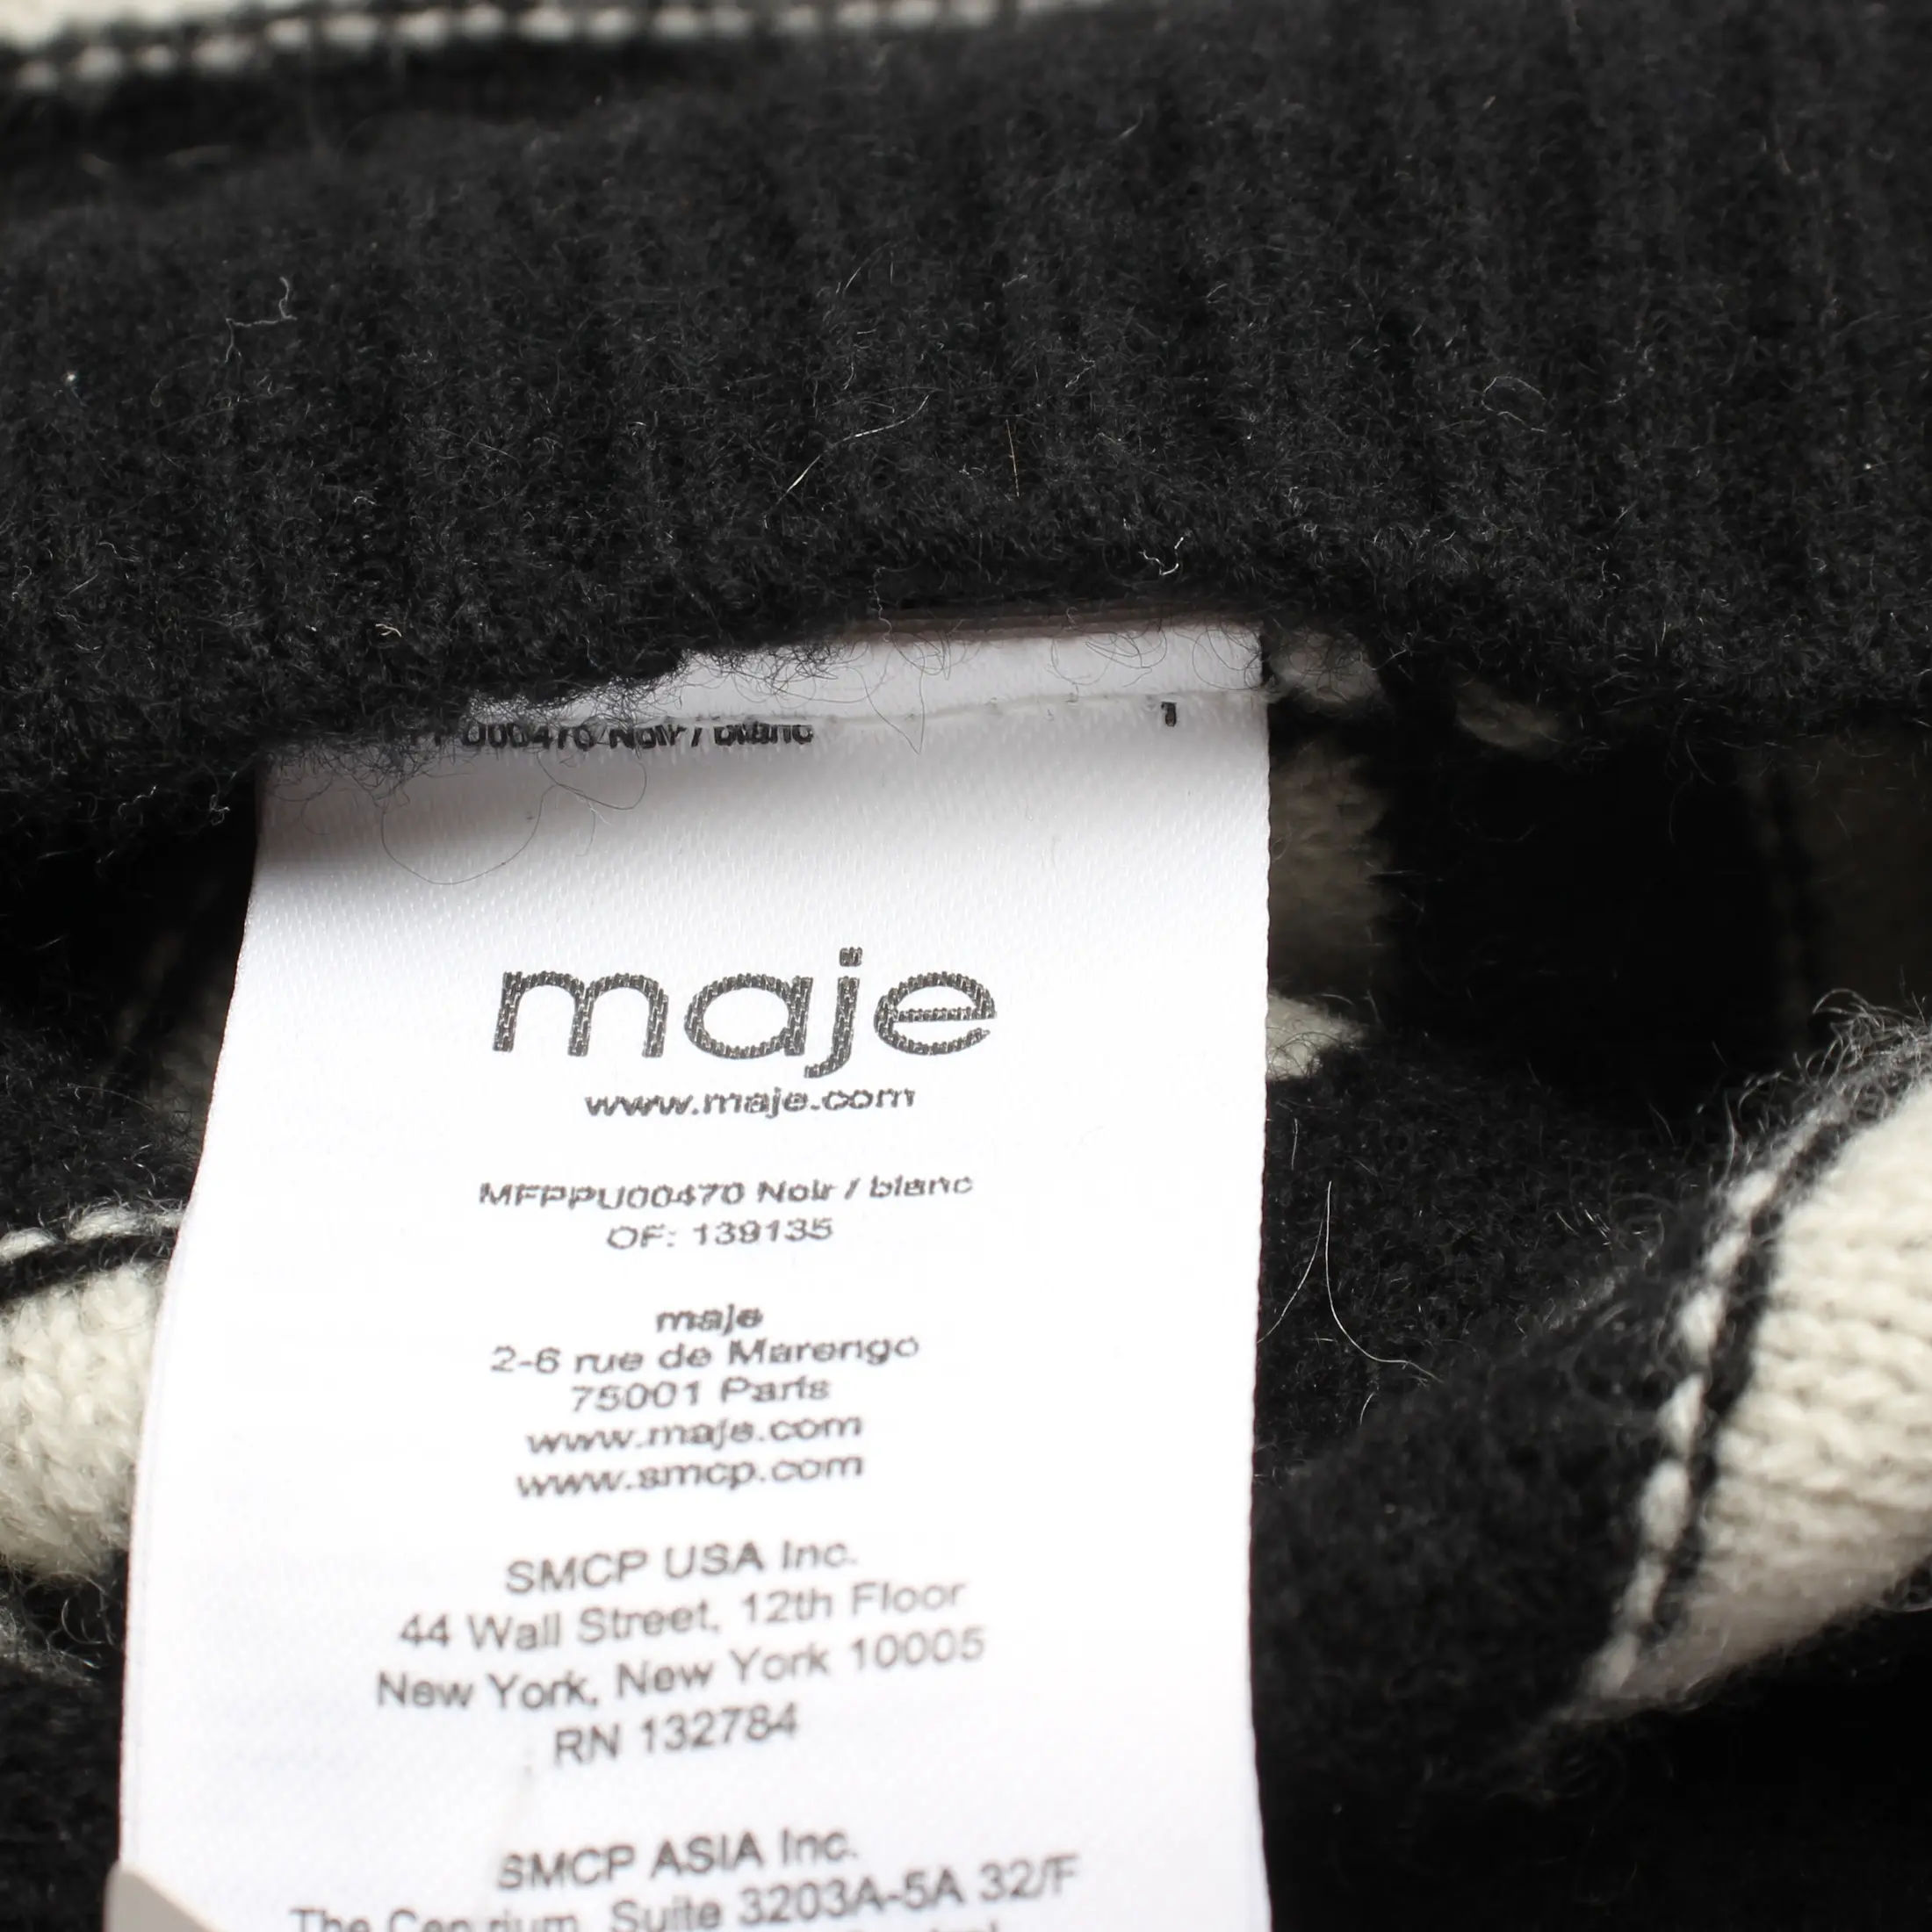 000470 Noir / blanc 1
maje
www.maje.com
MFPPU00470 Noir / blanc
OF: 139135
maje
2-6 rue de Marengo
75001 Paris
www.maje.com
www.smcp.com
SMCP USA Inc.
44 Wall Street, 12th Floor
New York, New York 10005
RN 132784
SMCP ASIA Inc.
The Suite 3203A-5A 32/F